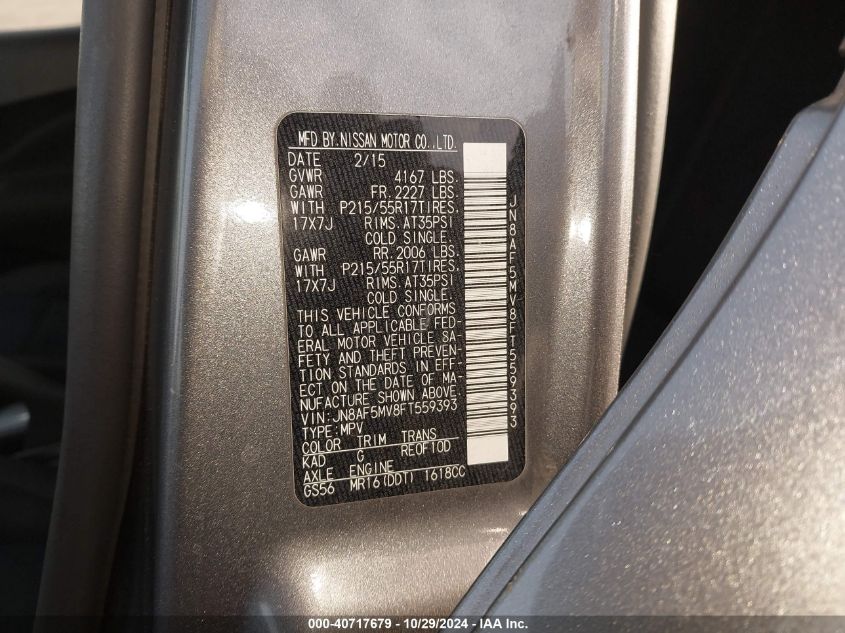 MFD BY.NISSAN MOTOR CO.,LTD.
DATE 2/15
GVWR 4167 LBS.
GAWR FR. 2227 LBS.
WITH P215/55R17TIRES.
17X7J RIMS. AT35PSI
COLD SINGLE.
GAWR RR. 2006 LBS.
WITH P215/55R17TIRES.
17X7J RIMS. AT35PSI
COLD SINGLE.
THIS VEHICLE CONFORMS
TO ALL APPLICABLE FED-
ERAL MOTOR VEHICLE SA-
FETY AND THEFT PREVEN-
TION STANDARDS IN EFF-
ECT ON THE DATE OF MA-
NUFACTURE SHOWN ABOVE.
VIN:JN8AF5MV8FT559393
TYPE:MPV
COLOR TRIM TRANS
KAD G RE0F10D
AXLE ENGINE
GS56 MR16(DDT) 1618CC
JN8AF5MV8FT559393
000-40717679 - 10/29/2024 - IAA Inc.